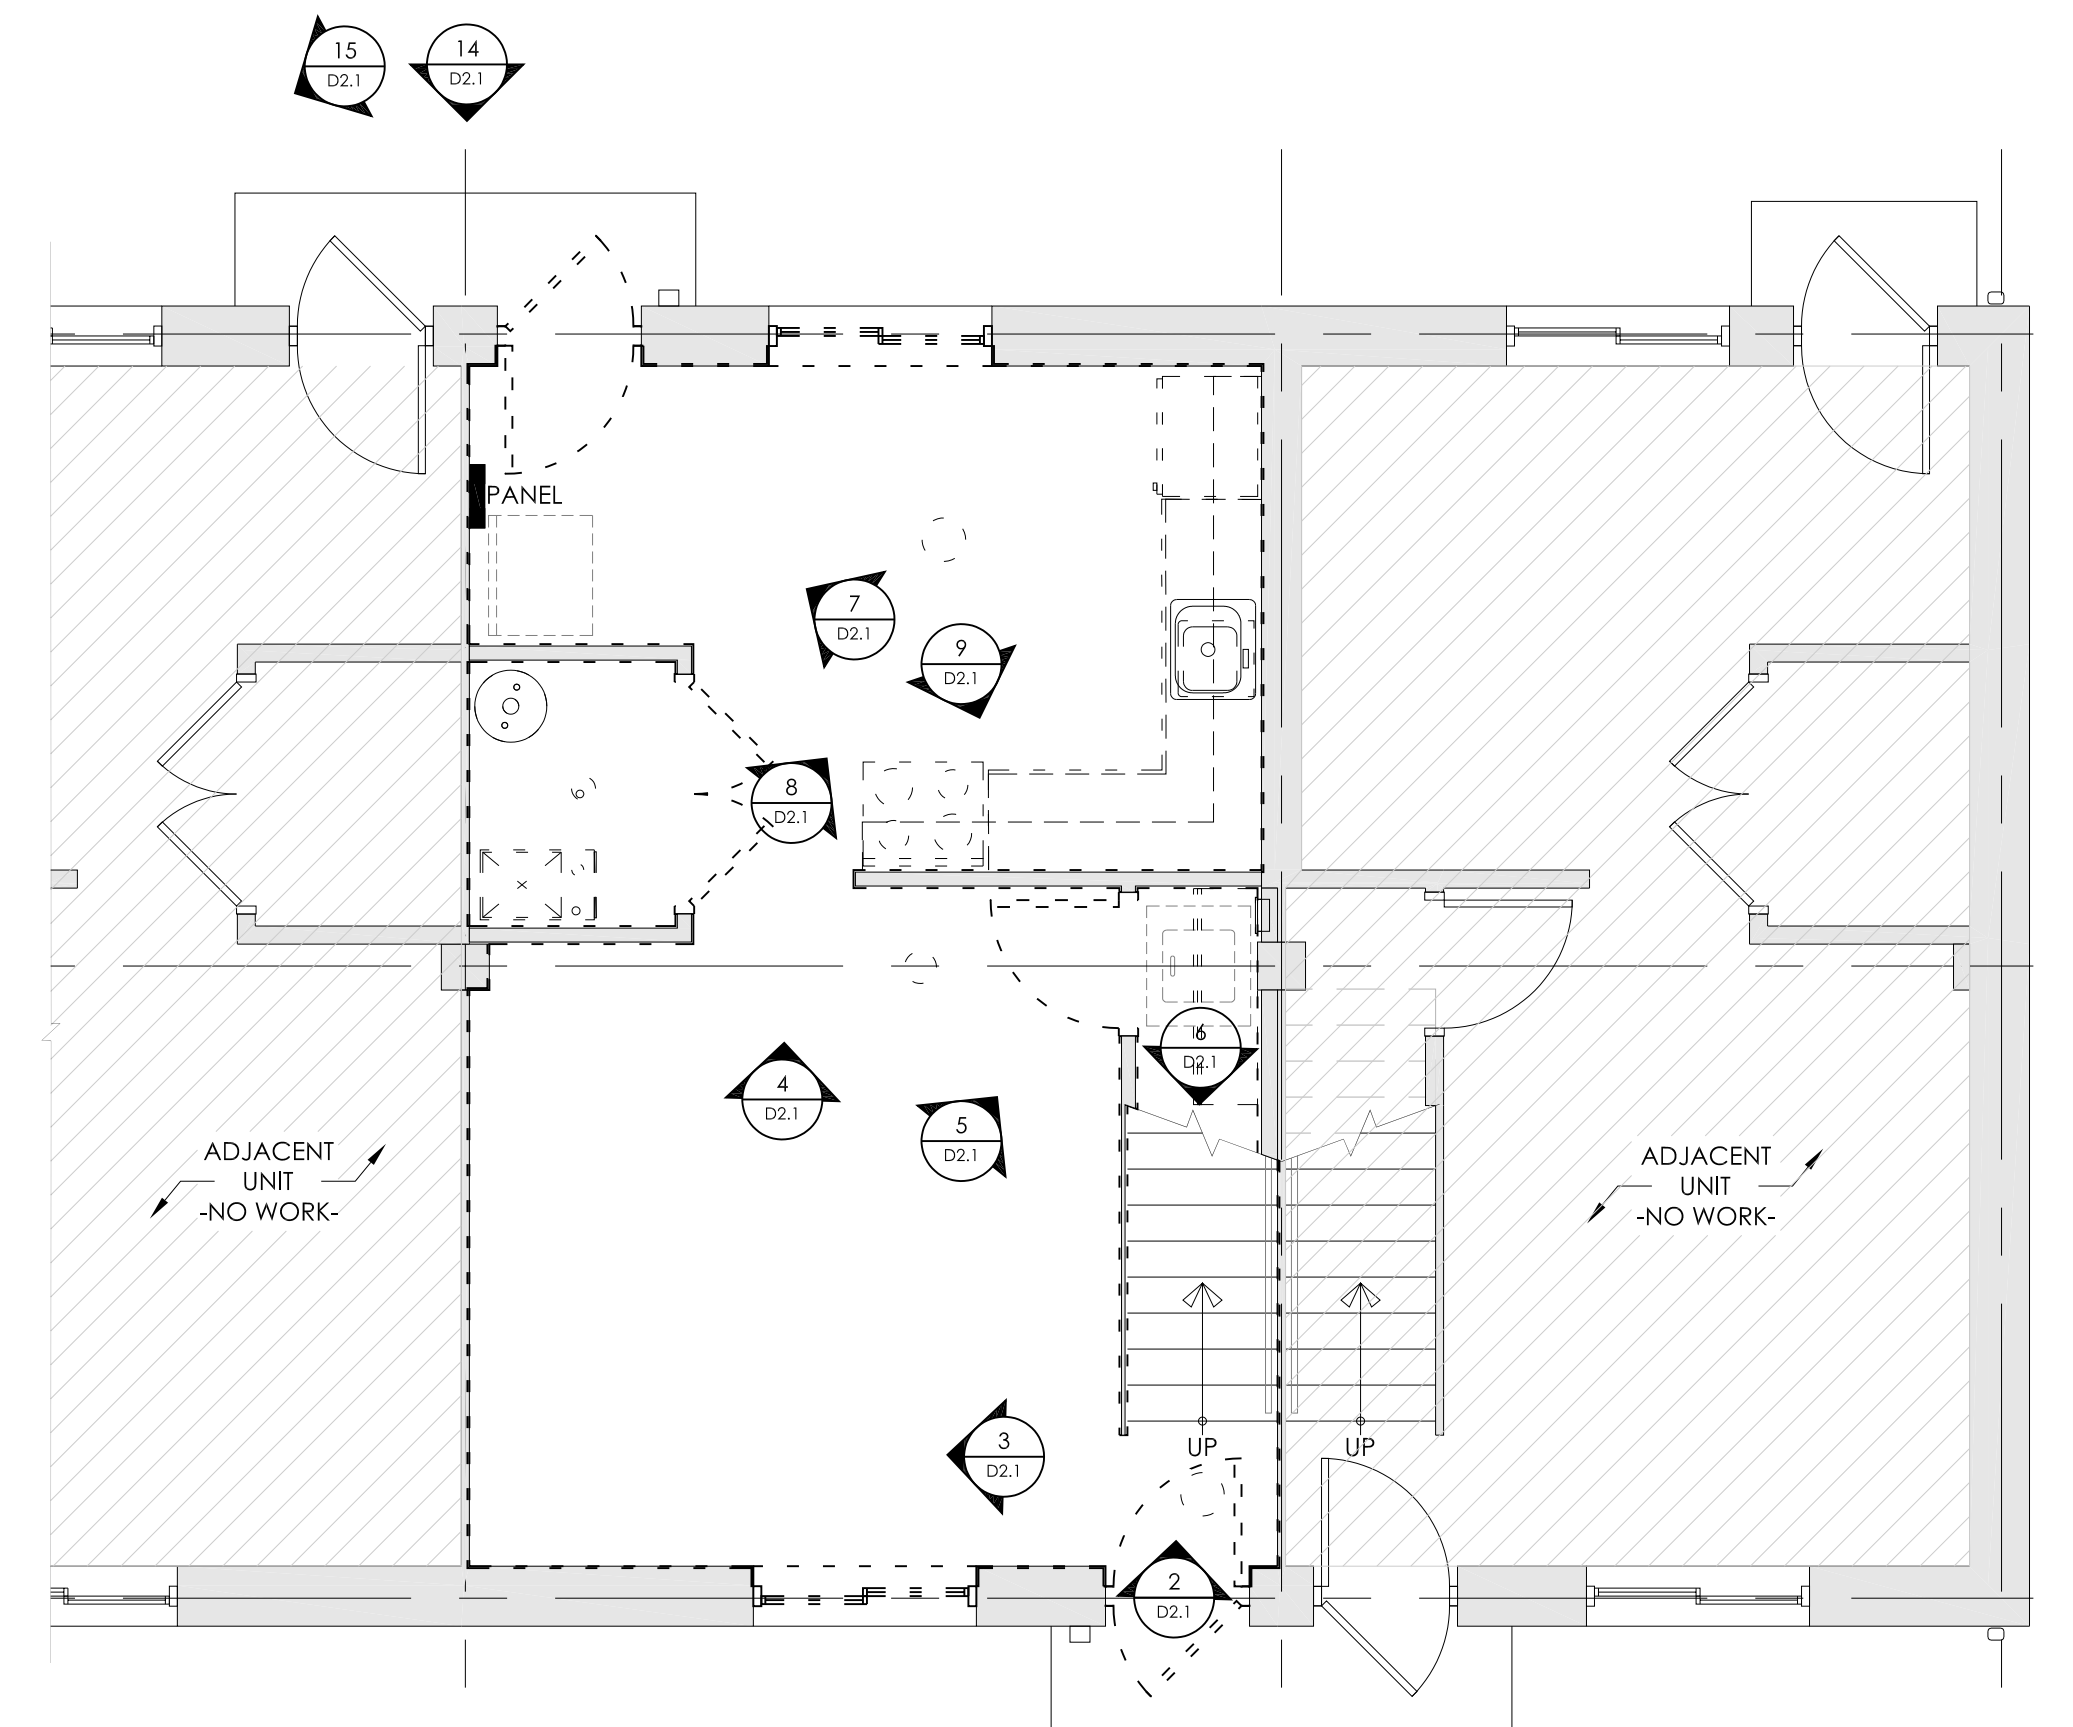 15
D2.1
14
D2.1
PANEL
7
D2.1
9
D2.1
8
D2.1
6
D2.1
4
D2.1
5
D2.1
ADJACENT
UNIT
-NO WORK-
ADJACENT
UNIT
-NO WORK-
3
D2.1
UP
UP
2
D2.1